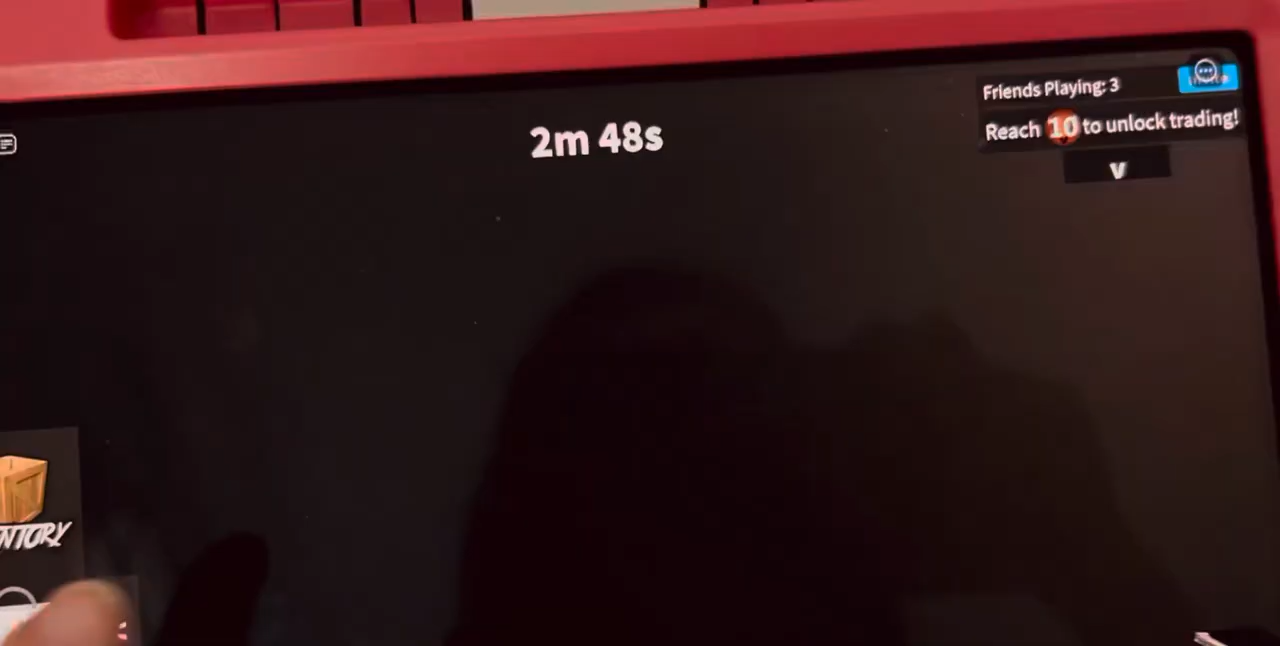 Friends Playing: 3
2m 48s
Reach 10 to unlock trading!
V
NTORY